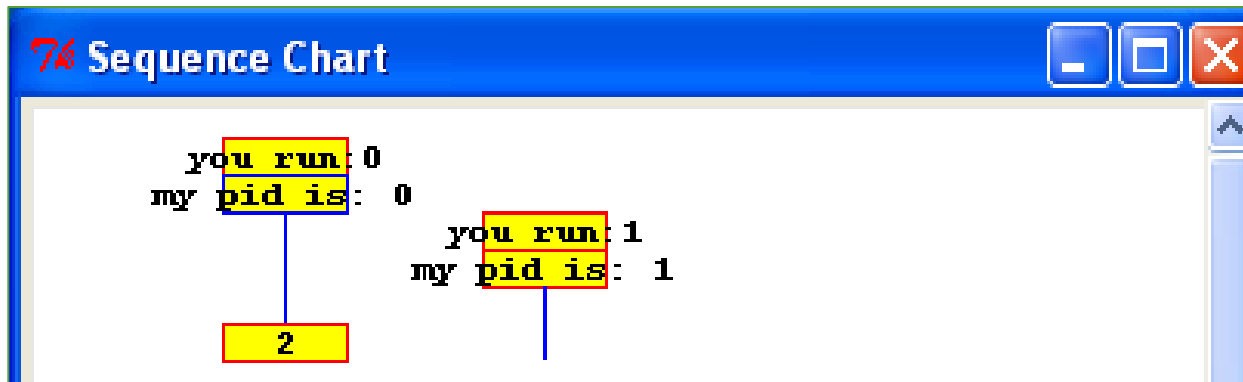 Sequence Chart
you run:0
my pid is: 0
you run:1
my pid is: 1
2